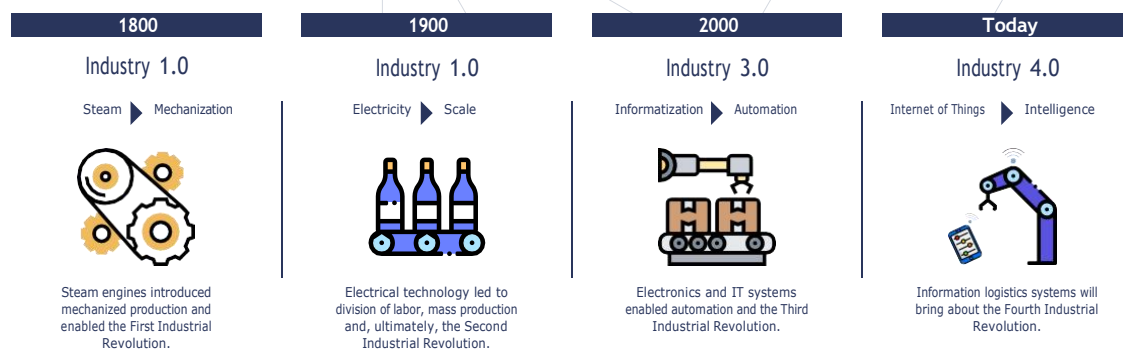 1800
Industry 1.0
Steam Mechanization
Steam engines introduced
mechanized production and
enabled the First Industrial
Revolution.
1900
Industry 1.0
Electricity Scale
Electrical technology led to
division of labor, mass production
and, ultimately, the Second
Industrial Revolution.
2000
Industry 3.0
Informatization Automation
Electronics and IT systems
enabled automation and the Third
Industrial Revolution.
Today
Industry 4.0
Internet of Things Intelligence
Information logistics systems will
bring about the Fourth Industrial
Revolution.